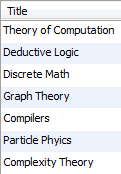 Title
Theory of Computation
Deductive Logic
Discrete Math
Graph Theory
Compilers
Particle Phyics
Complexity Theory